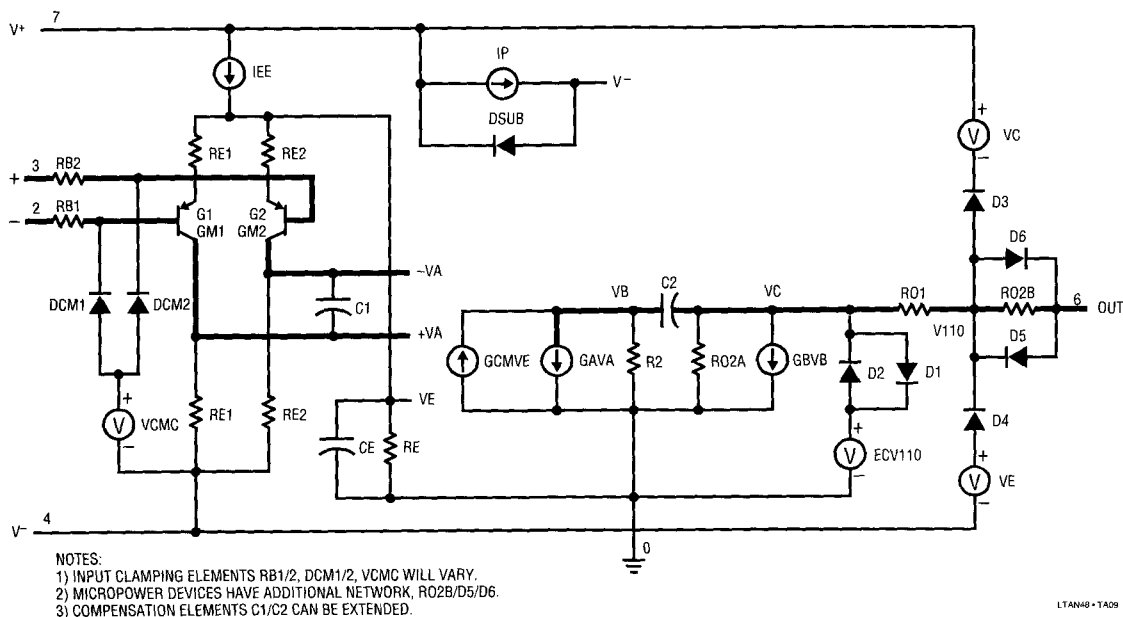 V+ 7
IEE
IP
V−
DSUB
+
V VC
−
RE1 RE2
D3
+ 3 RB2
− 2 RB1
G1 GM1
G2 GM2
D6
−VA
DCM1 DCM2
C1
VB C2 VC
RO1
RO2B
6 OUT
V110
+VA
D5
GCMVE GAVA R2 RO2A GBVB
D2 D1
+
V VCMC
−
RE1 RE2
VE
D4
CE RE
+
V ECV110
−
+
V VE
−
V− 4
0
NOTES:
1) INPUT CLAMPING ELEMENTS RB1/2, DCM1/2, VCMC WILL VARY.
2) MICROPOWER DEVICES HAVE ADDITIONAL NETWORK, RO2B/D5/D6.
3) COMPENSATION ELEMENTS C1/C2 CAN BE EXTENDED.
LTAN48 • TA09